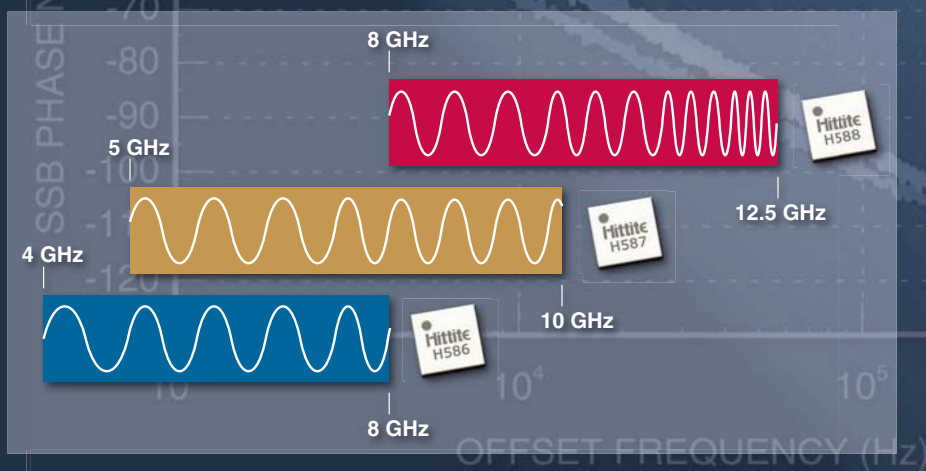 -70
8 GHz
-80
SSB PHASE N
-90
Hittite
H588
5 GHz
-100
12.5 GHz
-11
Hittite
H587
4 GHz
-120
10 GHz
Hittite
H586
10
10⁴
10⁵
8 GHz
OFFSET FREQUENCY (Hz)